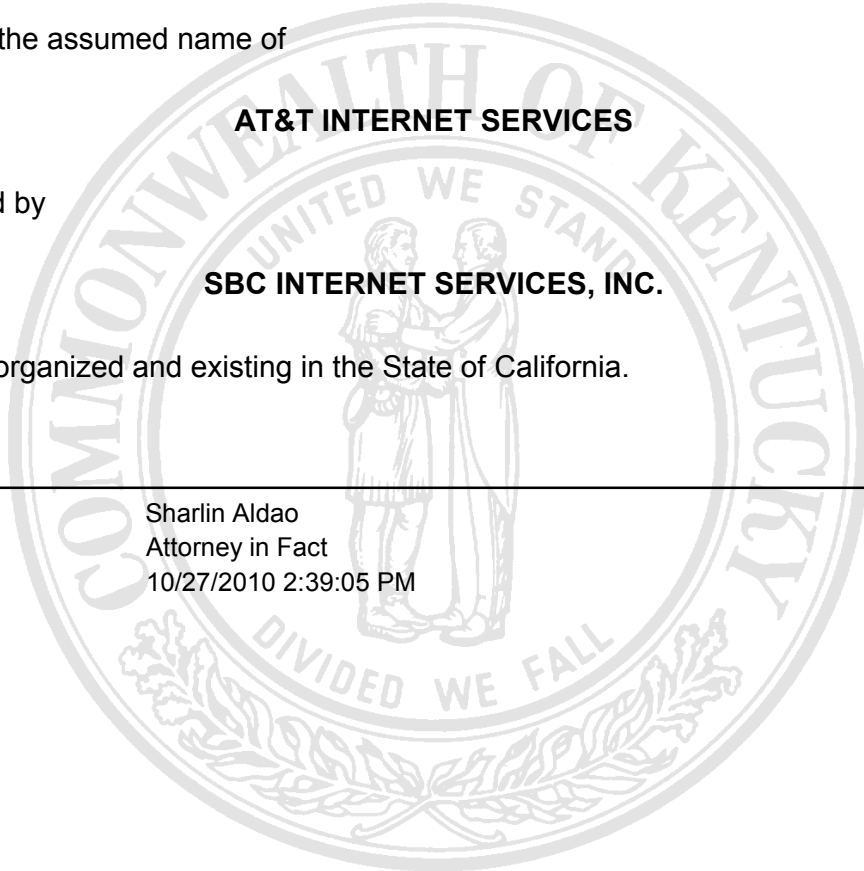 the assumed name of
AT&T INTERNET SERVICES
d by
SBC INTERNET SERVICES, INC.
organized and existing in the State of California.
Sharlin Aldao
Attorney in Fact
10/27/2010 2:39:05 PM
COMMONWEALTH OF KENTUCKY
UNITED WE STAND
DIVIDED WE FALL